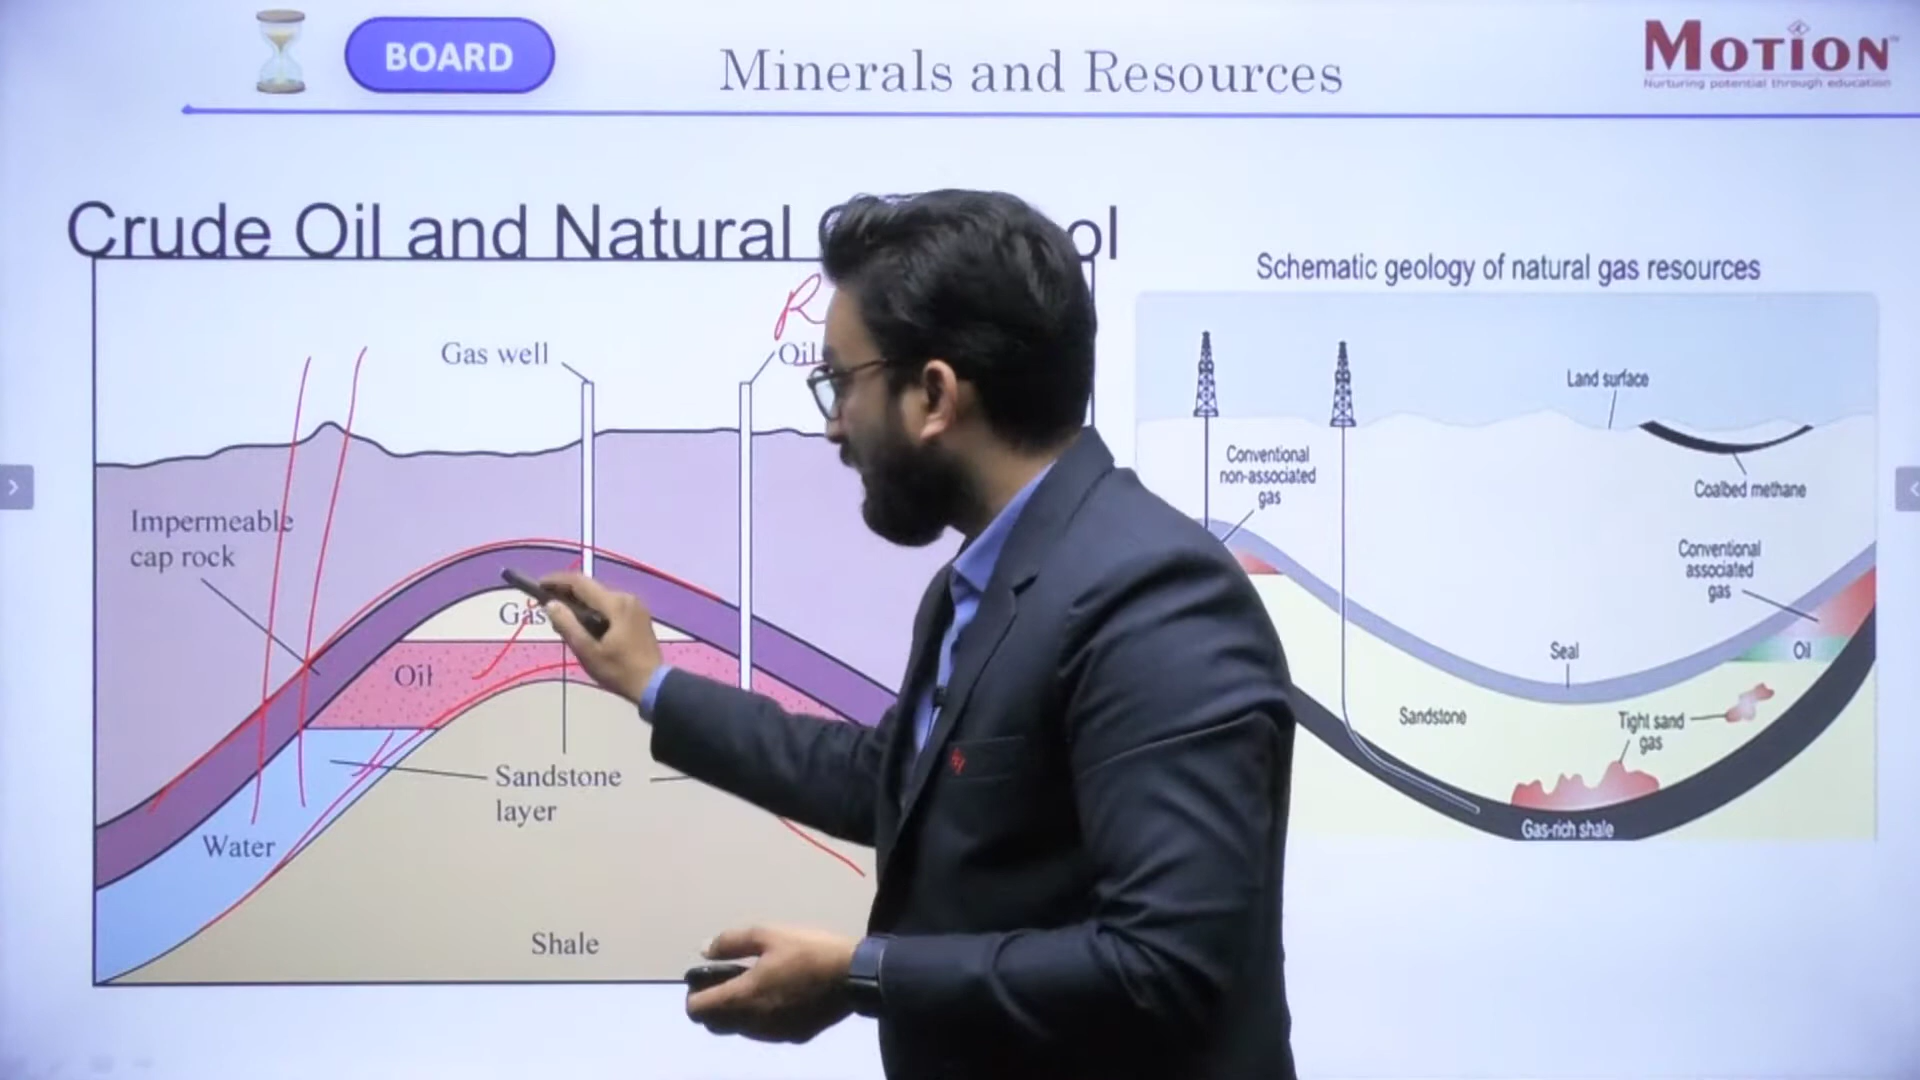 BOARD
Minerals and Resources
MOTION
Nurturing potential through education
Crude Oil and Natural
ol
Schematic geology of natural gas resources
R
Gas well
Oil
Land surface
Conventional
non-associated
gas
Coalbed methane
Impermeable
cap rock
Conventional
associated
gas
Gas
Oil
Seal
Oil
Sandstone
Tight sand
gas
Sandstone
layer
Gas-rich shale
Water
Shale